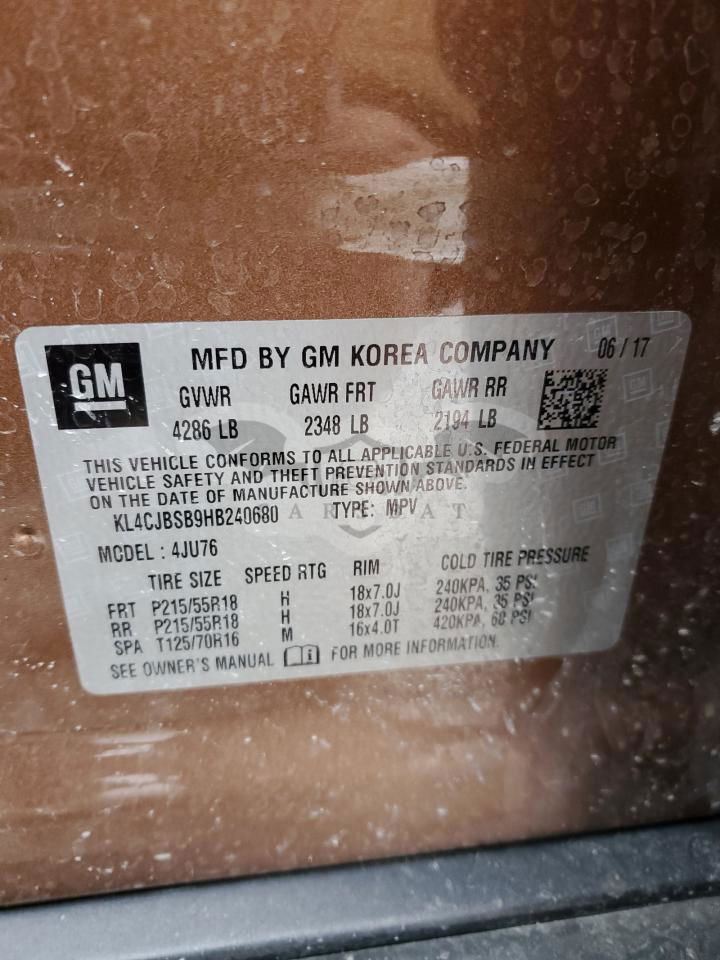 GM
MFD BY GM KOREA COMPANY 06 / 17
GVWR GAWR FRT GAWR RR
4286 LB 2348 LB 2194 LB
THIS VEHICLE CONFORMS TO ALL APPLICABLE U.S. FEDERAL MOTOR
VEHICLE SAFETY AND THEFT PREVENTION STANDARDS IN EFFECT
ON THE DATE OF MANUFACTURE SHOWN ABOVE.
KL4CJBSB9HB240680 TYPE: MPV
MODEL : 4JU76
TIRE SIZE SPEED RTG RIM COLD TIRE PRESSURE
FRT P215/55R18 H 18x7.0J 240KPA, 35 PSI
RR P215/55R18 H 18x7.0J 240KPA, 35 PSI
SPA T125/70R16 M 16x4.0T 420KPA, 60 PSI
SEE OWNER'S MANUAL FOR MORE INFORMATION.